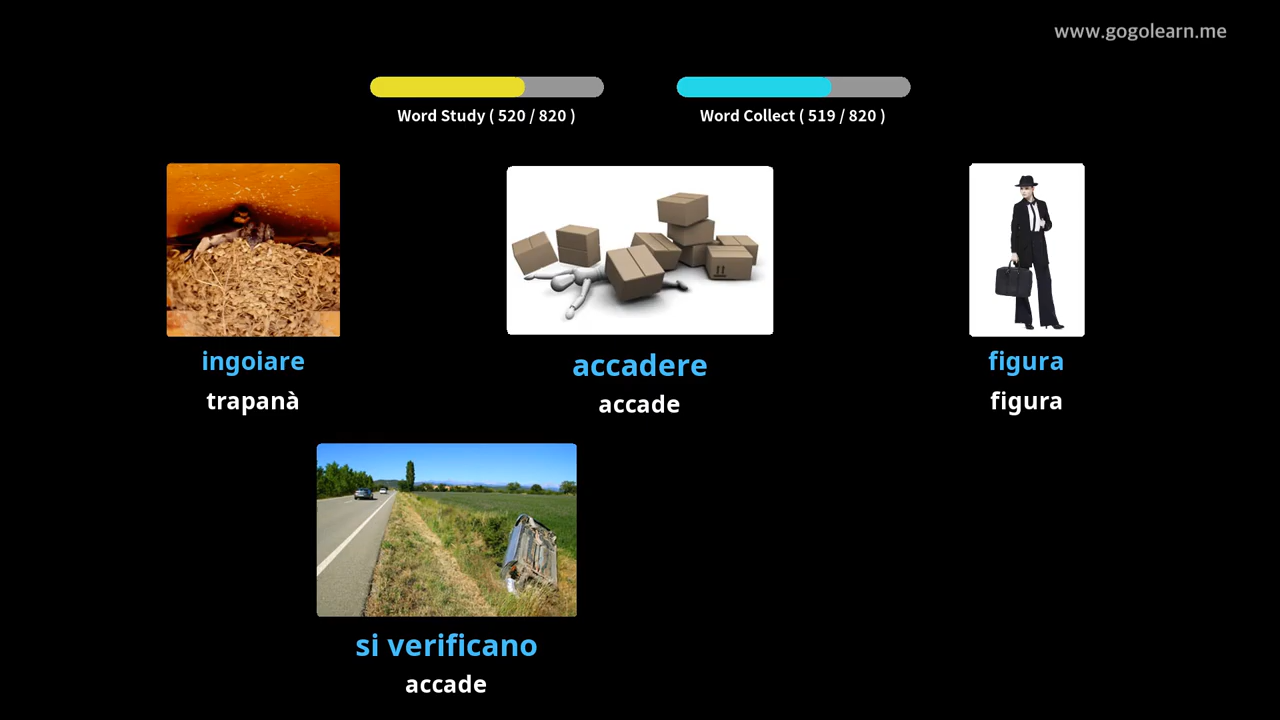 www.gogolearn.me
Word Study ( 520 / 820 )
Word Collect ( 519 / 820 )
ingoiare
trapanà
accadere
accade
figura
figura
si verificano
accade